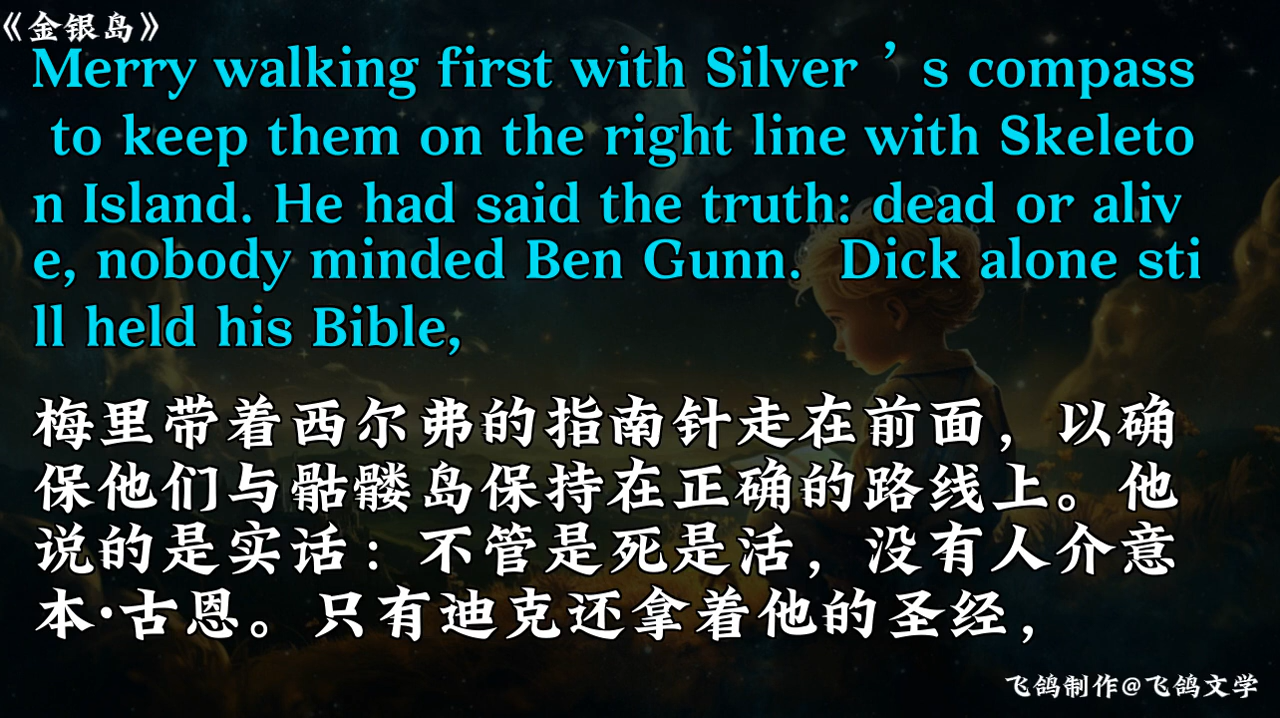 《金银岛》
Merry walking first with Silver ’ s compass
to keep them on the right line with Skeleto
n Island. He had said the truth: dead or aliv
e, nobody minded Ben Gunn.  Dick alone sti
ll held his Bible,
梅里带着西尔弗的指南针走在前面，以确
保他们与骷髅岛保持在正确的路线上。他
说的是实话：不管是死是活，没有人介意
本·古恩。只有迪克还拿着他的圣经，
飞鸽制作@飞鸽文学